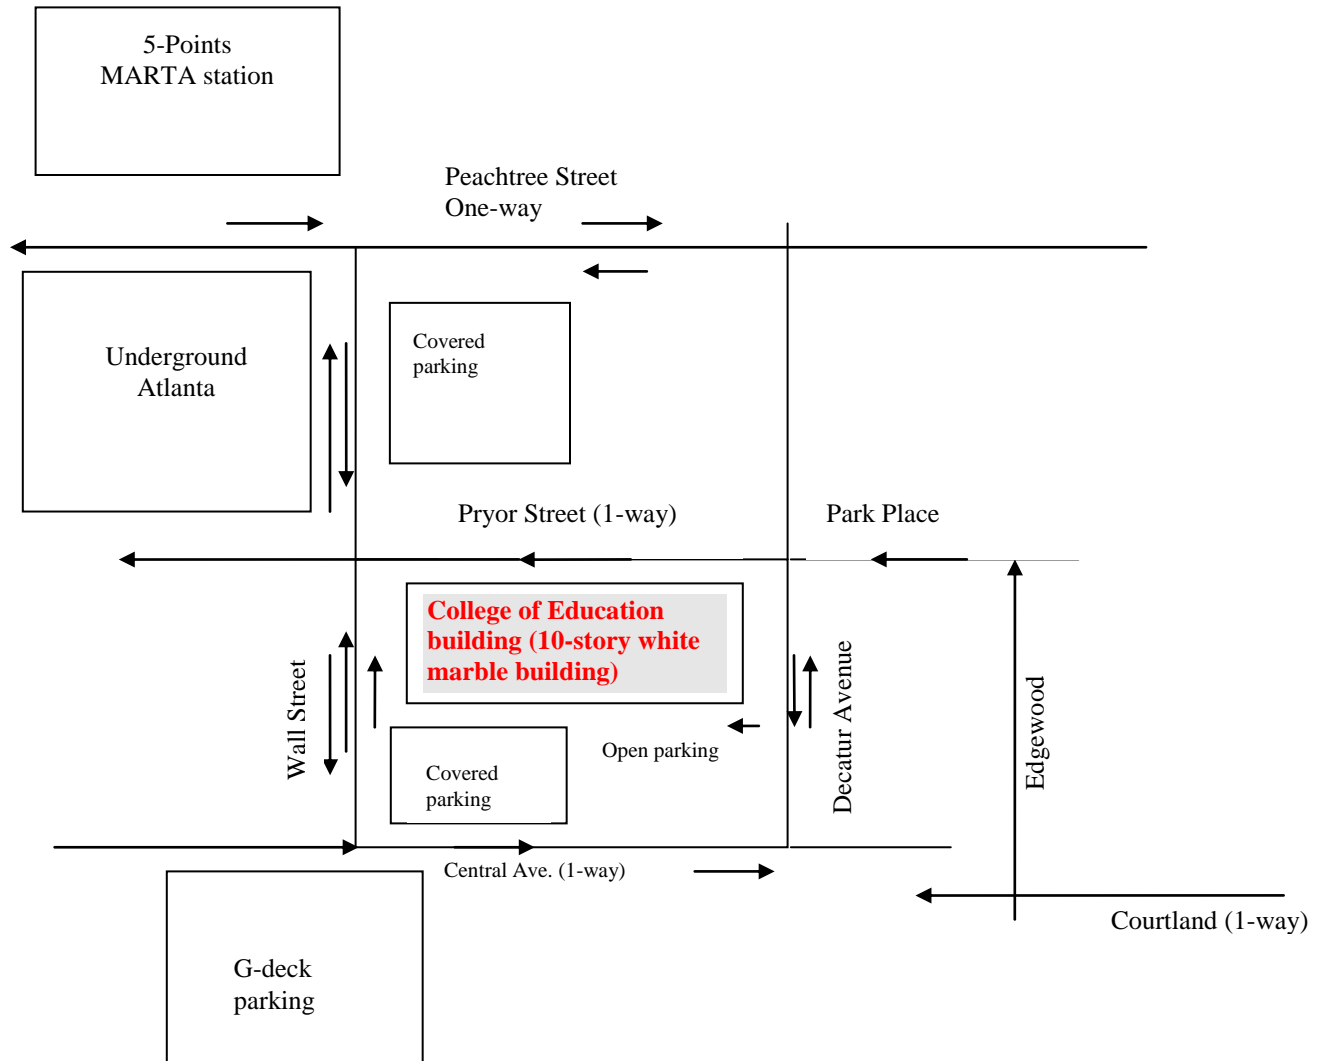 5-Points
MARTA station
Peachtree Street
One-way
Underground
Atlanta
Covered
parking
Pryor Street (1-way)
Park Place
College of Education
building (10-story white
marble building)
Wall Street
Decatur Avenue
Edgewood
Open parking
Covered
parking
Central Ave. (1-way)
Courtland (1-way)
G-deck
parking